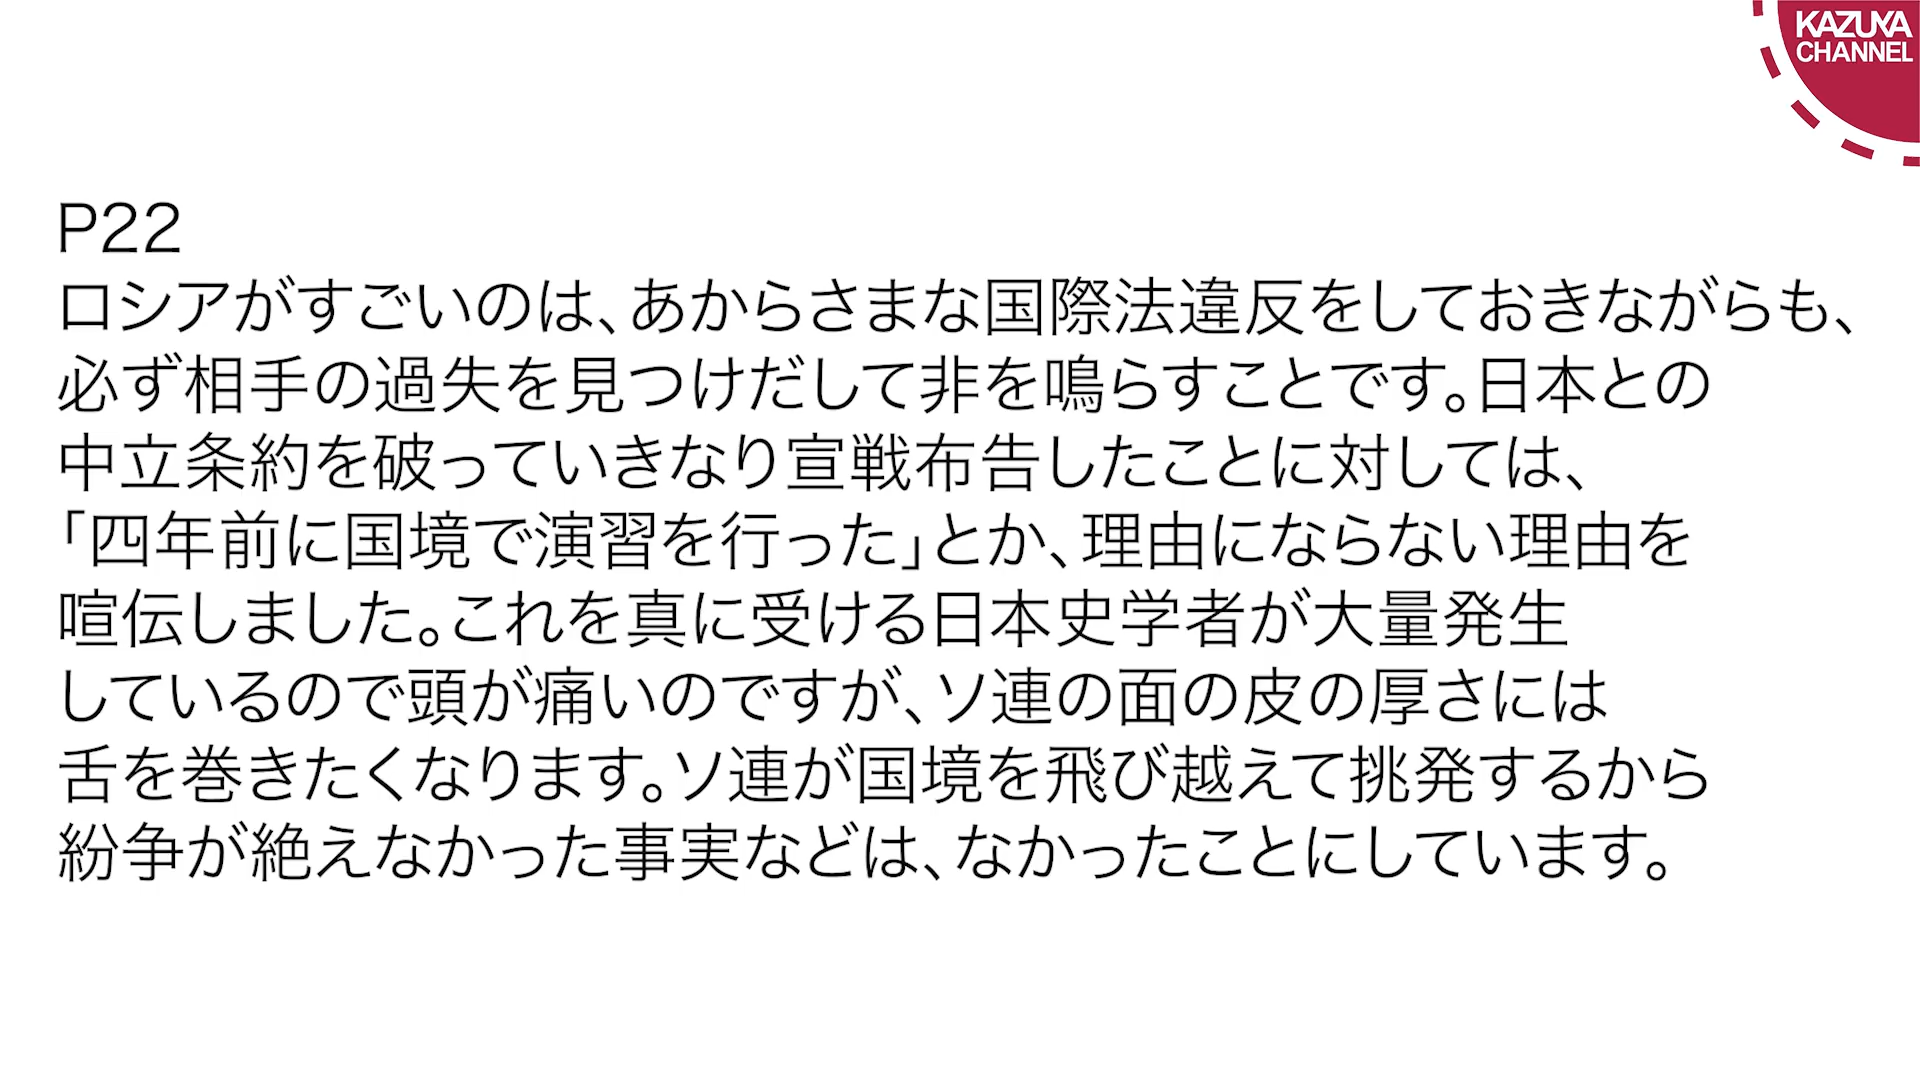 KAZUYA
CHANNEL
P22
ロシアがすごいのは、あからさまな国際法違反をしておきながらも、
必ず相手の過失を見つけだして非を鳴らすことです。日本との
中立条約を破っていきなり宣戦布告したことに対しては、
「四年前に国境で演習を行った」とか、理由にならない理由を
喧伝しました。これを真に受ける日本史学者が大量発生
しているので頭が痛いのですが、ソ連の面の皮の厚さには
舌を巻きたくなります。ソ連が国境を飛び越えて挑発するから
紛争が絶えなかった事実などは、なかったことにしています。